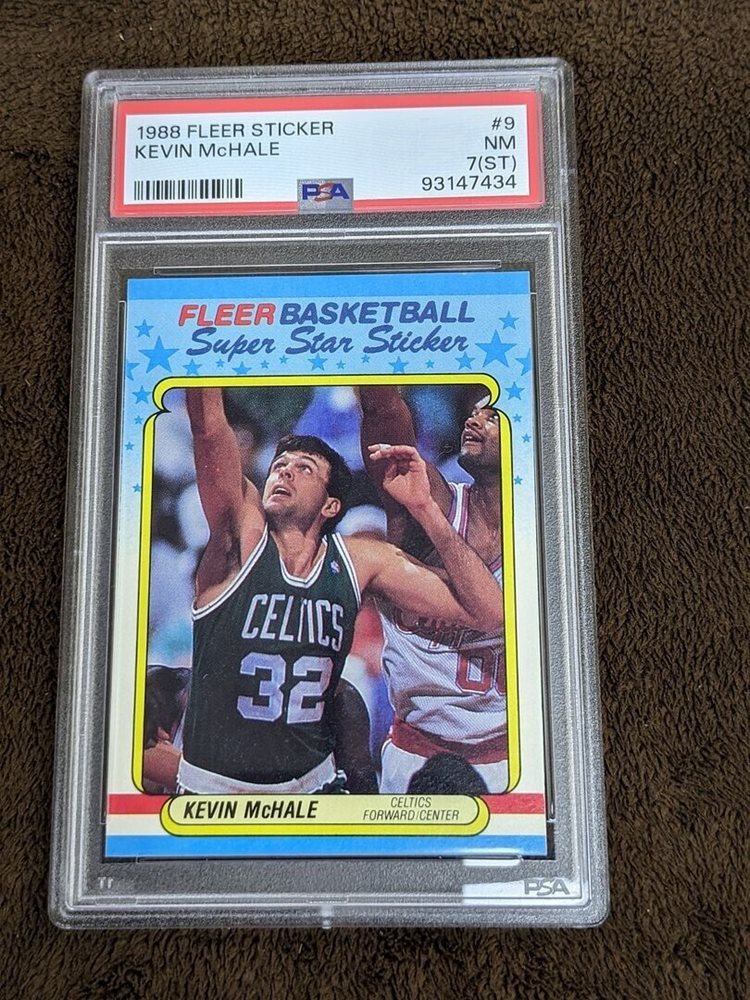 1988 FLEER STICKER #9
KEVIN McHALE NM
7(ST)
PSA 93147434
FLEER BASKETBALL
Super Star Sticker
CELTICS
32
KEVIN McHALE
CELTICS
FORWARD/CENTER
PSA